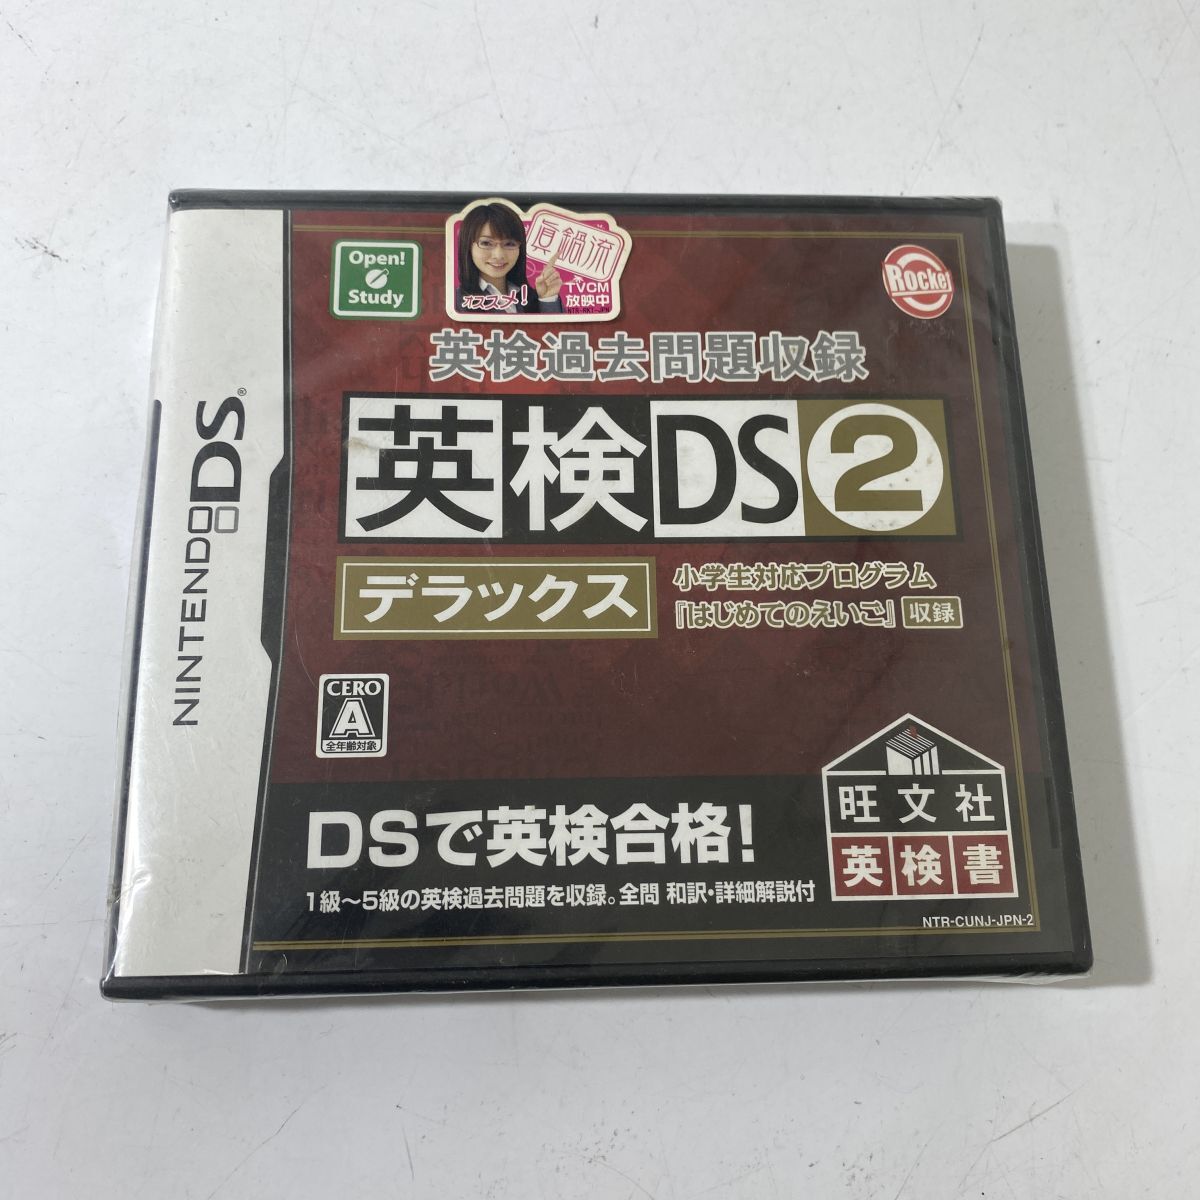 NINTENDO DS®
Open!
Study
眞鍋流
オススメ!
TVCM
放映中
NTR-RKT-JPN
Rocket
英検過去問題収録
英検DS2
デラックス
小学生対応プログラム
『はじめてのえいご』 収録
CERO
A
全年齢対象
旺文社
英検書
DSで英検合格!
1級〜5級の英検過去問題を収録。全問 和訳・詳細解説付
NTR-CUNJ-JPN-2